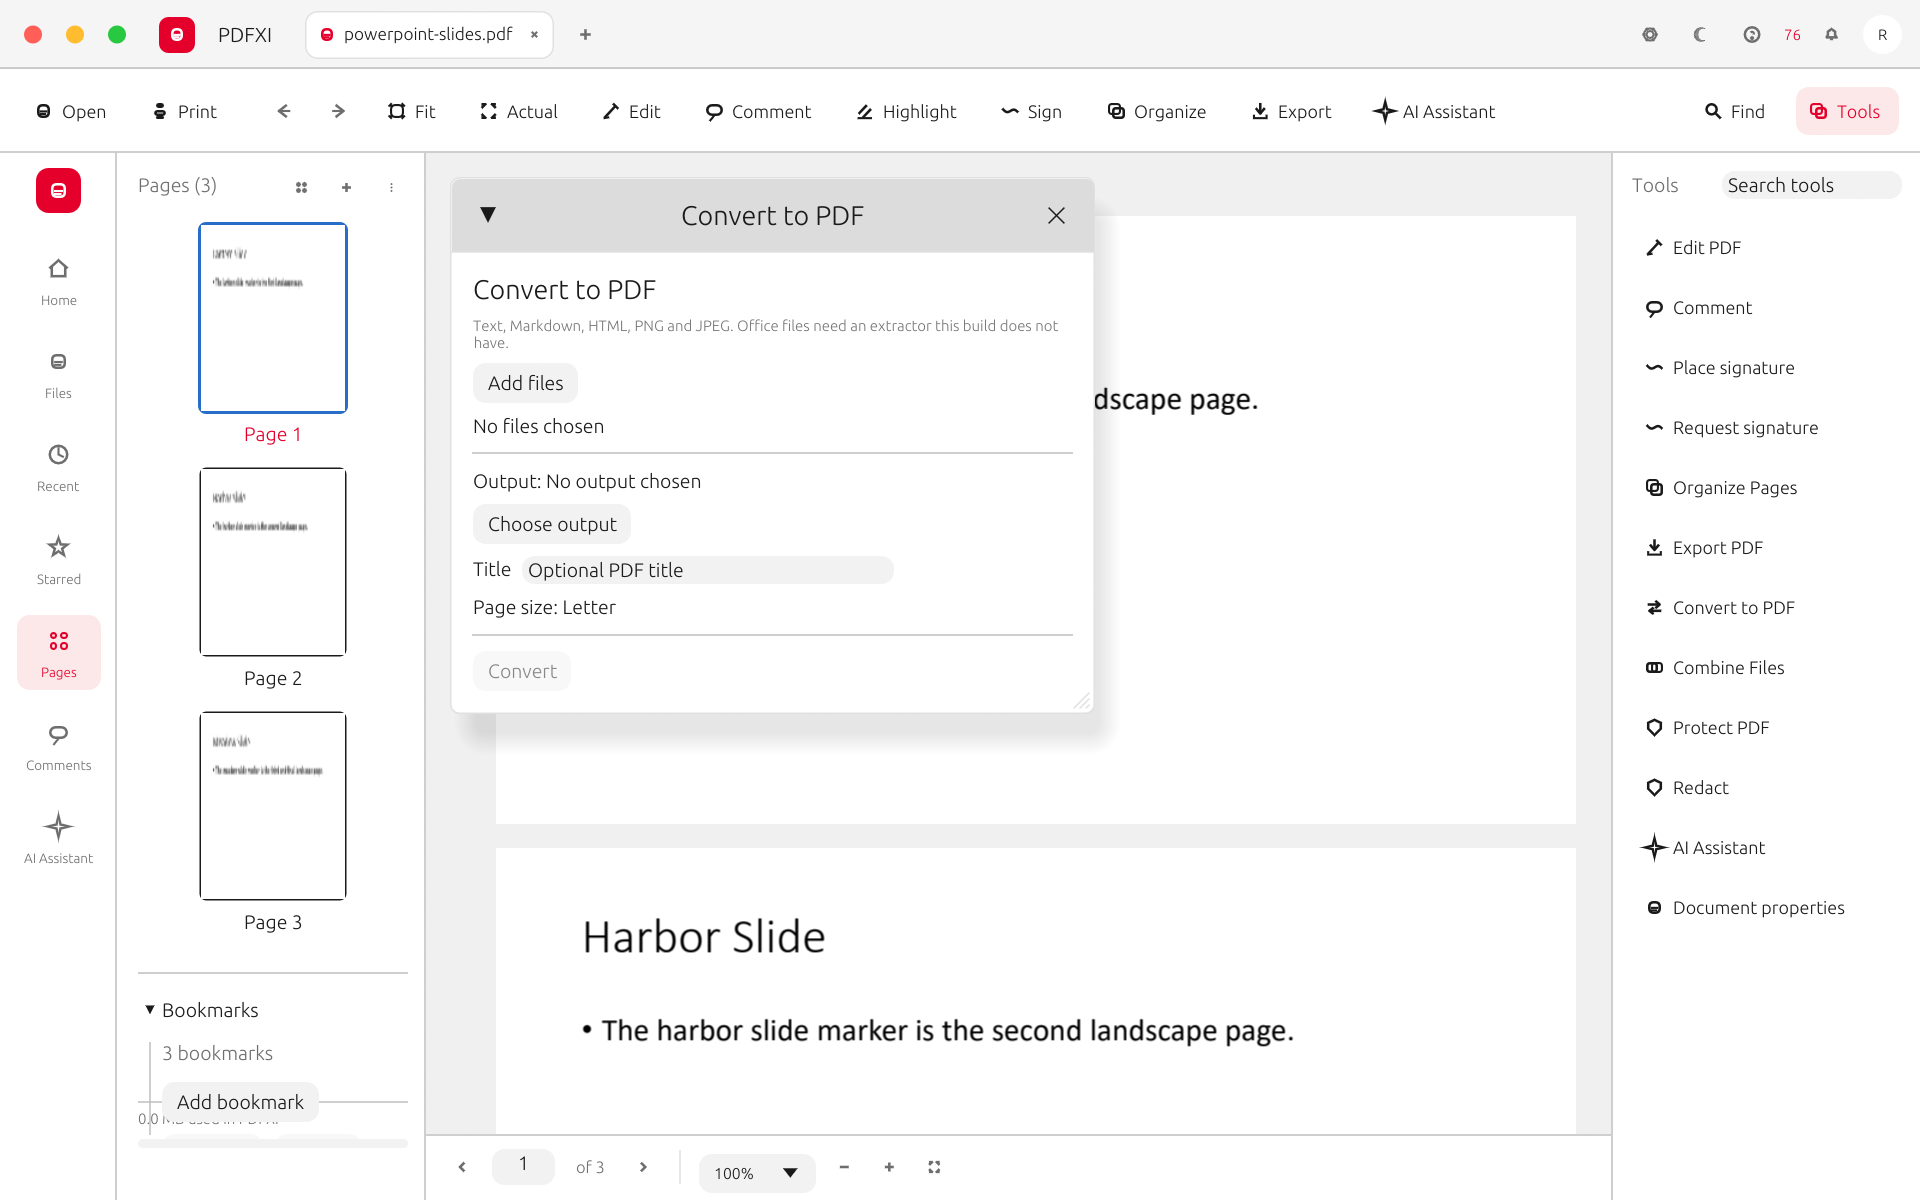 PDFXI
powerpoint-slides.pdf
76
R
Open
Print
Fit
Actual
Edit
Comment
Highlight
Sign
Organize
Export
AI Assistant
Find
Tools
Home
Files
Recent
Starred
Pages
Comments
AI Assistant
Pages (3)
Page 1
Page 2
Page 3
Bookmarks
3 bookmarks
Add bookmark
Convert to PDF
Convert to PDF
Text, Markdown, HTML, PNG and JPEG. Office files need an extractor this build does not
have.
Add files
No files chosen
Output: No output chosen
Choose output
Title Optional PDF title
Page size: Letter
Convert
dscape page.
Harbor Slide
• The harbor slide marker is the second landscape page.
1 of 3
100%
Tools
Search tools
Edit PDF
Comment
Place signature
Request signature
Organize Pages
Export PDF
Convert to PDF
Combine Files
Protect PDF
Redact
AI Assistant
Document properties